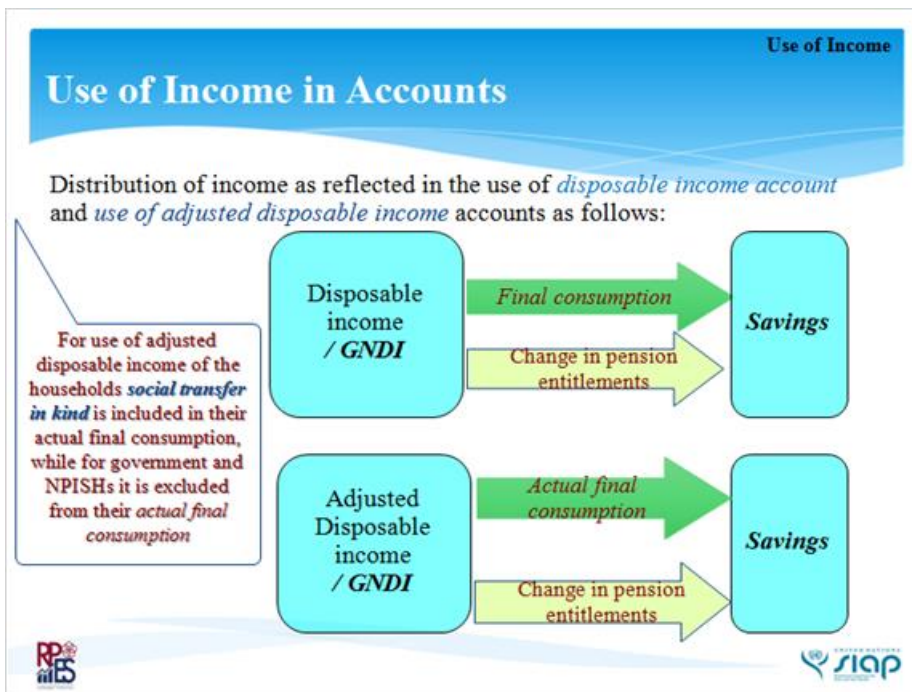 Use of Income
Use of Income in Accounts
Distribution of income as reflected in the use of disposable income account
and use of adjusted disposable income accounts as follows:
For use of adjusted
disposable income of the
households social transfer
in kind is included in their
actual final consumption,
while for government and
NPISHs it is excluded
from their actual final
consumption
Disposable
income
/ GNDI
Final consumption
Change in pension
entitlements
Savings
Adjusted
Disposable
income
/ GNDI
Actual final
consumption
Change in pension
entitlements
Savings
RP
ES
UNITED NATIONS
SIAP